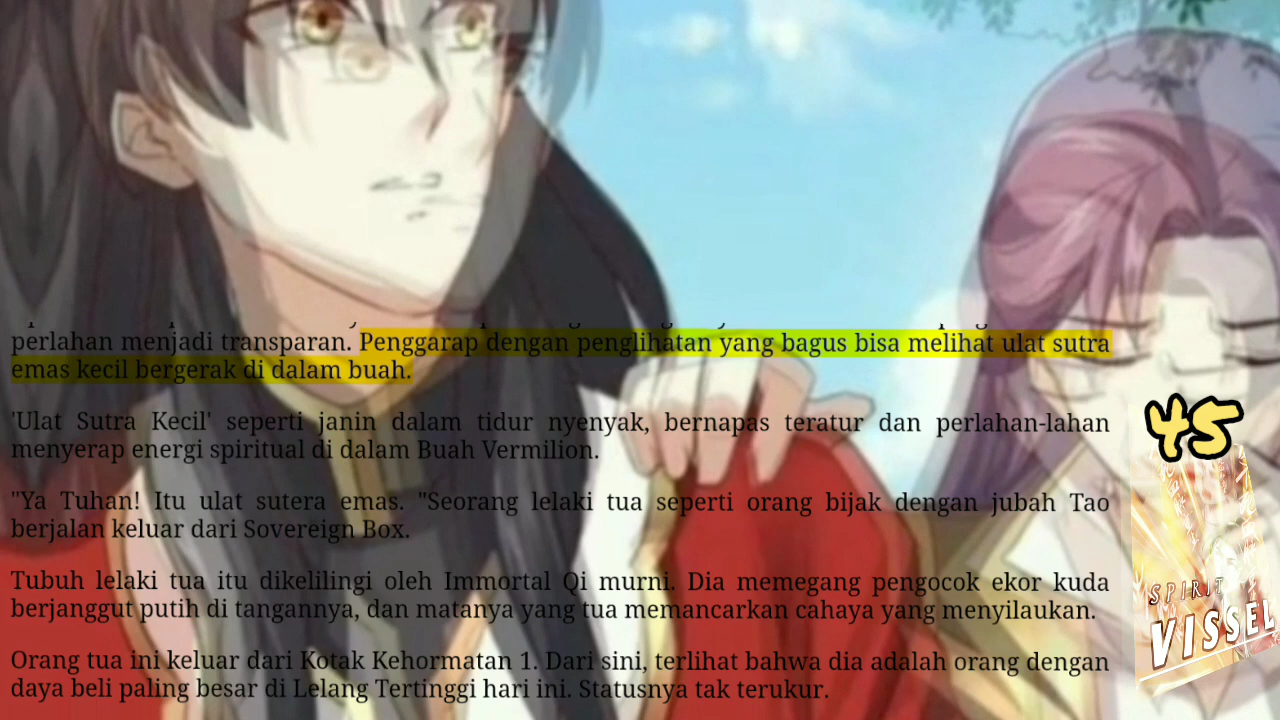 perlahan menjadi transparan. Penggarap dengan penglihatan yang bagus bisa melihat ulat sutra
emas kecil bergerak di dalam buah.
'Ulat Sutra Kecil' seperti janin dalam tidur nyenyak, bernapas teratur dan perlahan-lahan
menyerap energi spiritual di dalam Buah Vermilion.
"Ya Tuhan! Itu ulat sutera emas. "Seorang lelaki tua seperti orang bijak dengan jubah Tao
berjalan keluar dari Sovereign Box.
Tubuh lelaki tua itu dikelilingi oleh Immortal Qi murni. Dia memegang pengocok ekor kuda
berjanggut putih di tangannya, dan matanya yang tua memancarkan cahaya yang menyilaukan.
Orang tua ini keluar dari Kotak Kehormatan 1. Dari sini, terlihat bahwa dia adalah orang dengan
daya beli paling besar di Lelang Tertinggi hari ini. Statusnya tak terukur.
45
SPIRIT
VISSEL